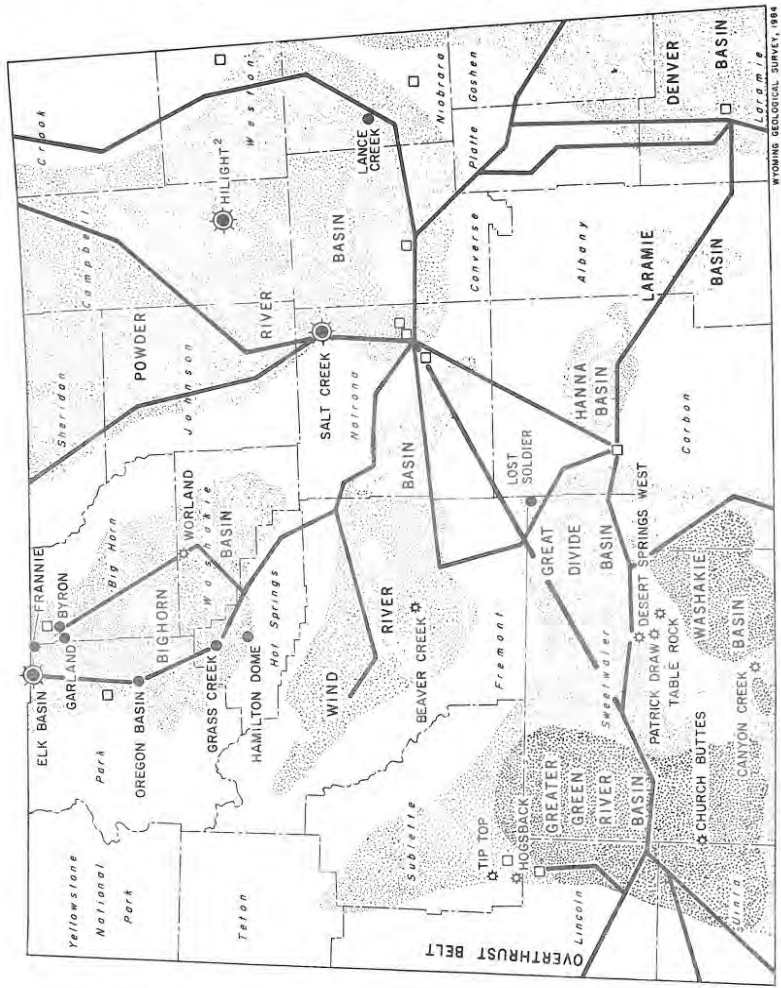 Yellowstone
National
Park
Teton
Park
ELK BASIN
FRANNIE
GARLAND
BYRON
Big Horn
OREGON BASIN
BIGHORN
WORLAND
Washakie
BASIN
GRASS CREEK
HAMILTON DOME
Hot Springs
Sheridan
Campbell
Crook
POWDER
Johnson
RIVER
HILIGHT²
Weston
BASIN
SALT CREEK
LANCE
CREEK
Niobrara
Natrona
WIND
RIVER
BASIN
BEAVER CREEK
Fremont
Sublette
TIP TOP
HOGSBACK
OVERTHRUST BELT
Lincoln
GREATER
GREEN
RIVER
BASIN
Sweetwater
GREAT
DIVIDE
BASIN
LOST
SOLDIER
Converse
Platte
Goshen
Albany
HANNA
BASIN
Carbon
LARAMIE
BASIN
DENVER
BASIN
Laramie
DESERT SPRINGS WEST
PATRICK DRAW
TABLE ROCK
WASHAKIE
BASIN
CANYON CREEK
CHURCH BUTTES
Uinta
WYOMING GEOLOGICAL SURVEY, 1984